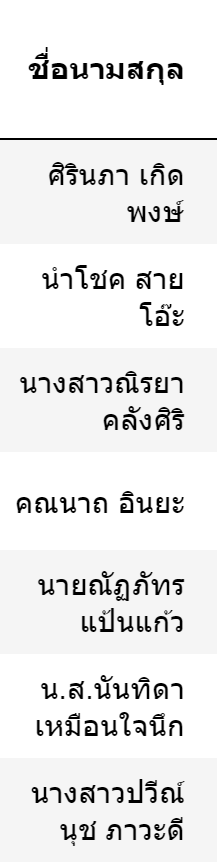 ชื่อนามสกุล
ศิรินภา เกิด
พงษ์
นำโชค สาย
โอ๊ะ
นางสาวณิรยา
คลังศิริ
คณนาถ อินยะ
นายณัฏภัทร
แป้นแก้ว
น.ส.นันทิดา
เหมือนใจนึก
นางสาวปวีณ์
นุช ภาวะดี